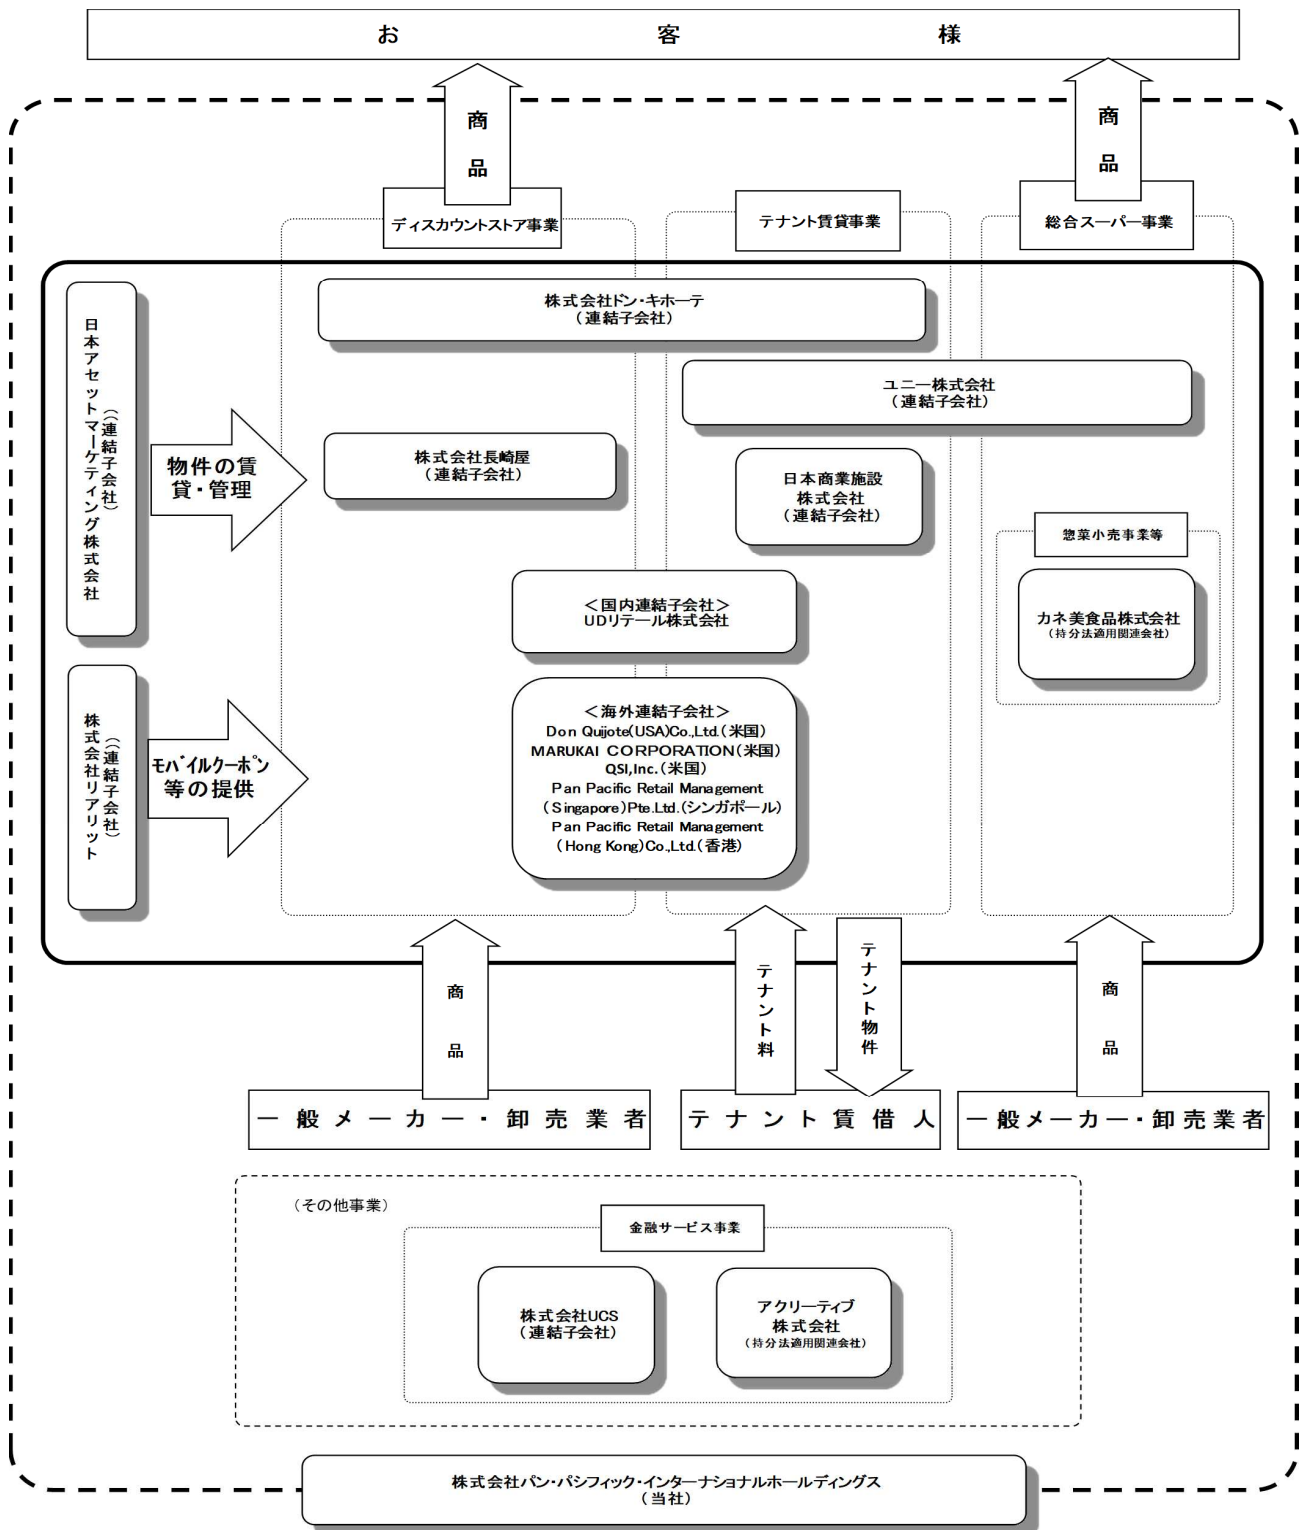 お客様
商品
商品
ディスカウントストア事業
テナント賃貸事業
総合スーパー事業
日本アセットマーケティング株式会社
(（連結子会社）
物件の賃
貸・管理
株式会社ドン・キホーテ
（連結子会社）
ユニー株式会社
（連結子会社）
株式会社長崎屋
（連結子会社）
日本商業施設
株式会社
（連結子会社）
惣菜小売事業等
カネ美食品株式会社
（持分法適用関連会社）
＜国内連結子会社＞
UDリテール株式会社
株式会社リアリット
(（連結子会社）
モバイルクーポン
等の提供
＜海外連結子会社＞
Don Quijote(USA)Co.,Ltd.(米国)
MARUKAI CORPORATION(米国)
QSI,Inc.(米国)
Pan Pacific Retail Management
(Singapore)Pte.Ltd.(シンガポール)
Pan Pacific Retail Management
(Hong Kong)Co.,Ltd.(香港)
商品
テナント料
テナント物件
商品
一般メーカー・卸売業者
テナント賃借人
一般メーカー・卸売業者
（その他事業）
金融サービス事業
株式会社UCS
（連結子会社）
アクリーティブ
株式会社
（持分法適用関連会社）
株式会社パン・パシフィック・インターナショナルホールディングス
（当社）